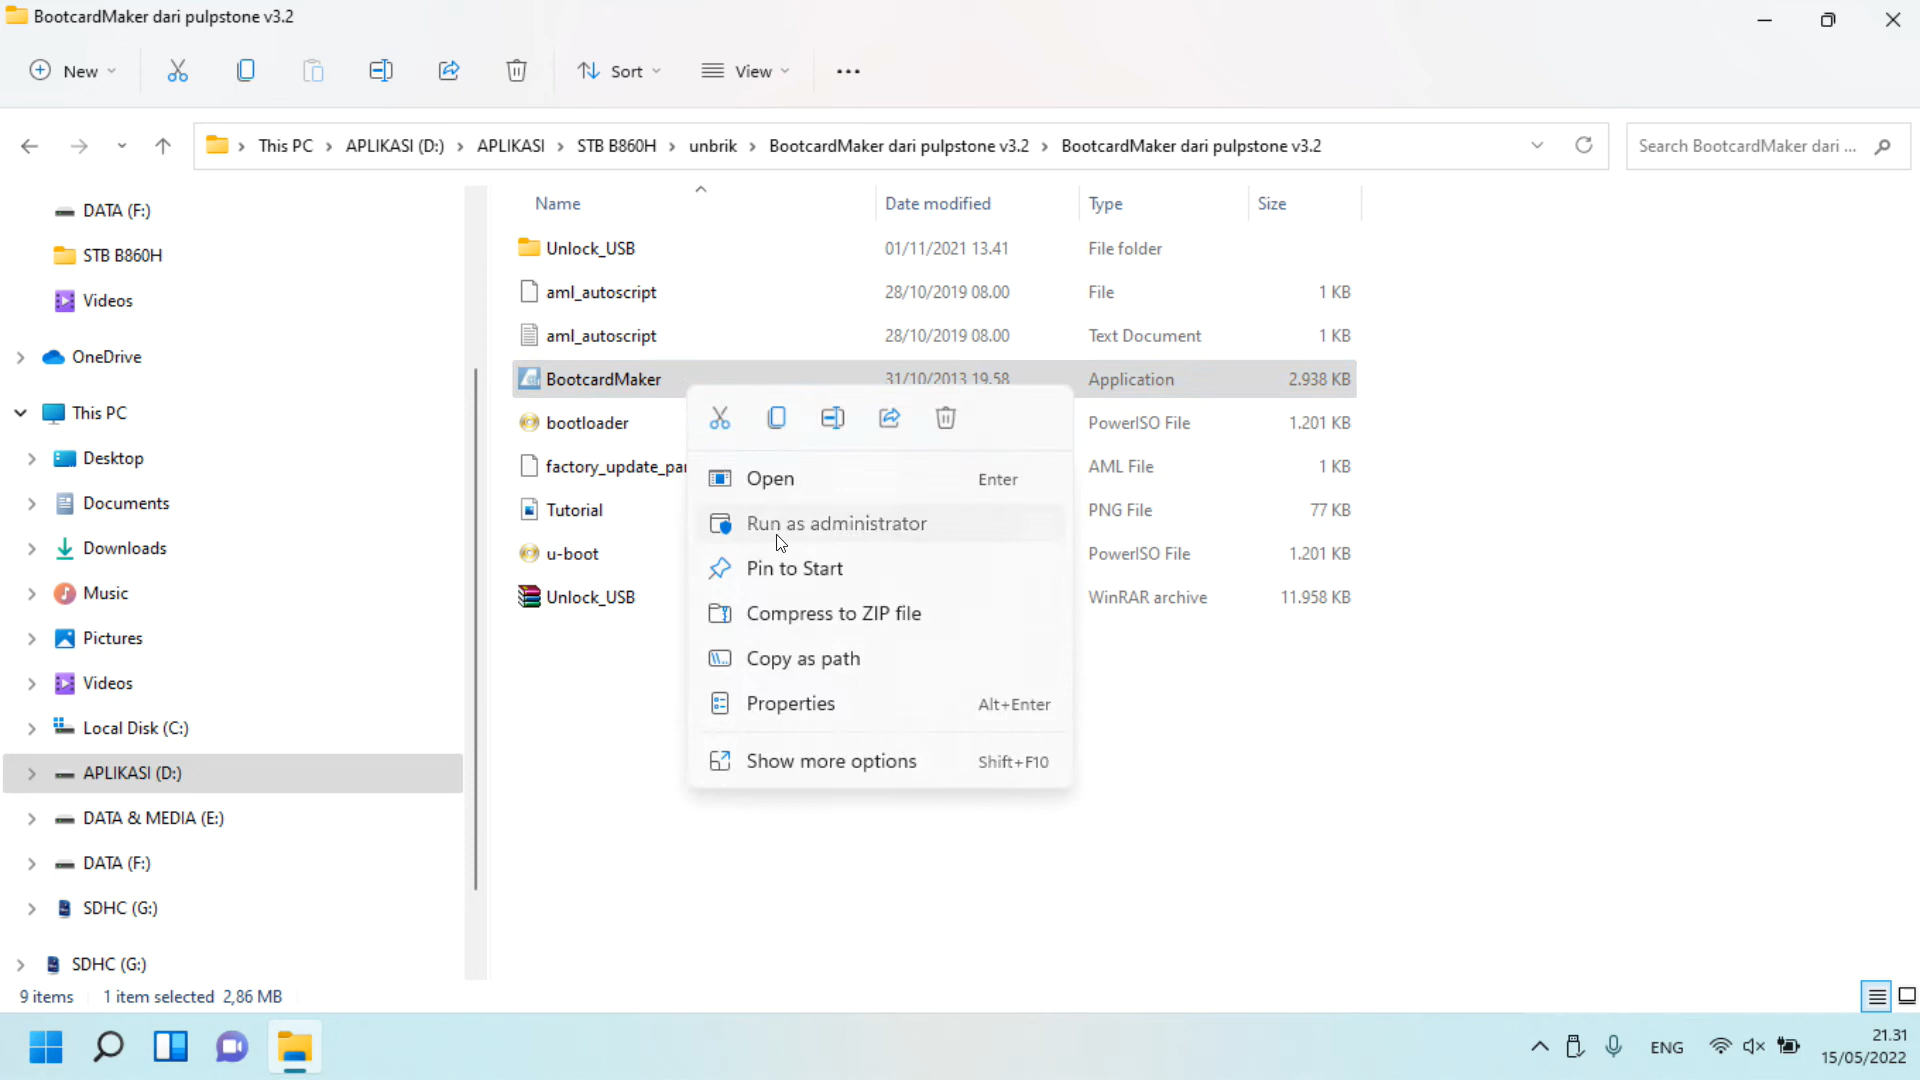 BootcardMaker dari pulpstone v3.2
New
Sort
View
This PC
APLIKASI (D:)
APLIKASI
STB B860H
unbrik
BootcardMaker dari pulpstone v3.2
BootcardMaker dari pulpstone v3.2
Search BootcardMaker dari ...
DATA (F:)
STB B860H
Videos
OneDrive
This PC
Desktop
Documents
Downloads
Music
Pictures
Videos
Local Disk (C:)
APLIKASI (D:)
DATA & MEDIA (E:)
DATA (F:)
SDHC (G:)
SDHC (G:)
Name Date modified Type Size
Unlock_USB 01/11/2021 13.41 File folder
aml_autoscript 28/10/2019 08.00 File 1 KB
aml_autoscript 28/10/2019 08.00 Text Document 1 KB
BootcardMaker 31/10/2013 19.58 Application 2.938 KB
bootloader PowerISO File 1.201 KB
factory_update_par AML File 1 KB
Tutorial PNG File 77 KB
u-boot PowerISO File 1.201 KB
Unlock_USB WinRAR archive 11.958 KB
Open Enter
Run as administrator
Pin to Start
Compress to ZIP file
Copy as path
Properties Alt+Enter
Show more options Shift+F10
9 items 1 item selected 2,86 MB
ENG
21.31
15/05/2022